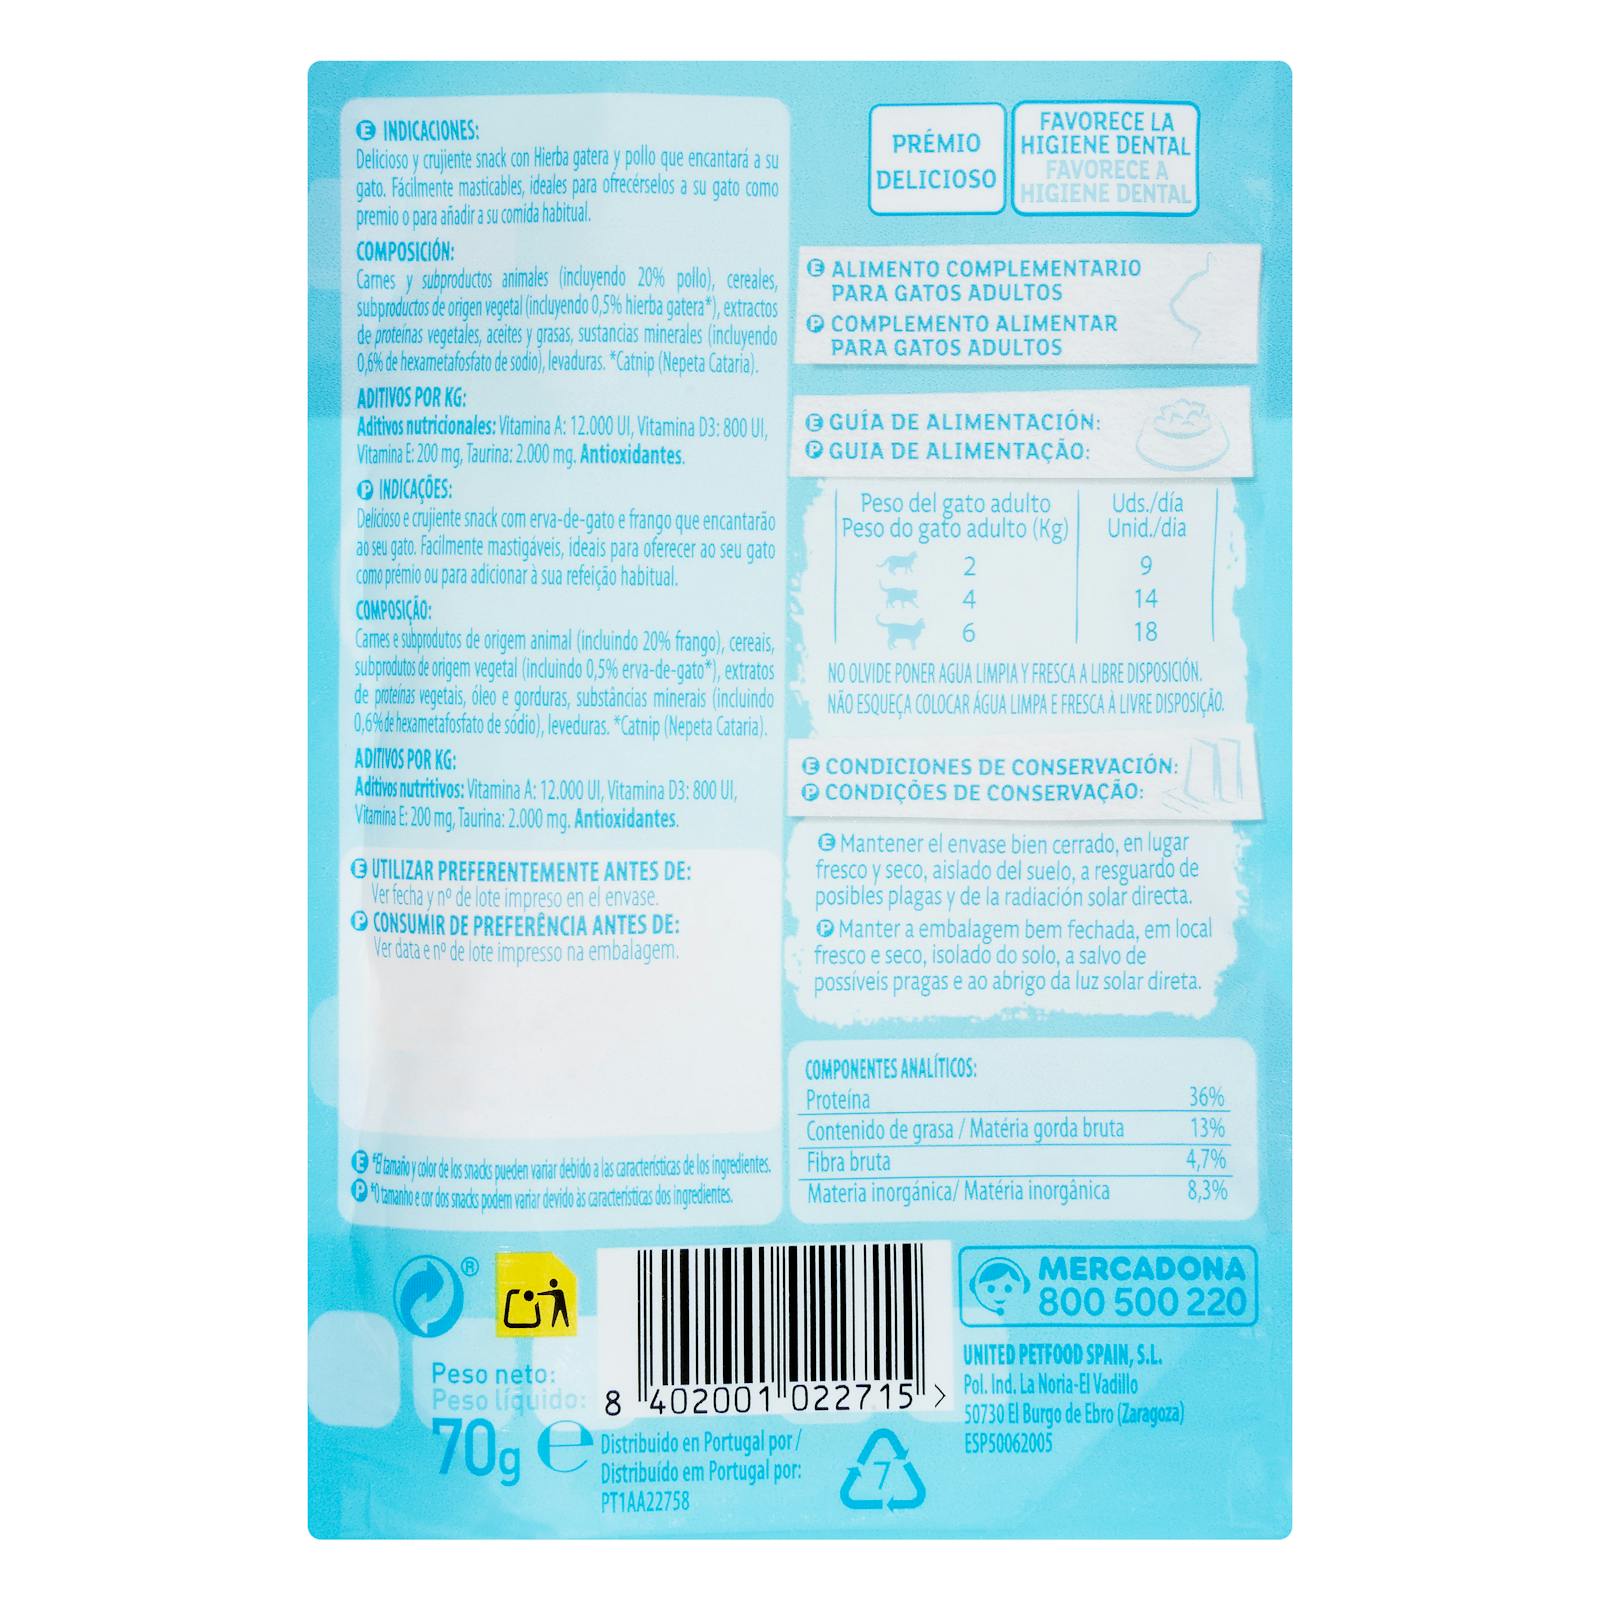 E INDICACIONES:
Delicioso y crujiente snack con Hierba gatera y pollo que encantará a su
gato. Fácilmente masticables, ideales para ofrecérselos a su gato como
premio o para añadir a su comida habitual.
COMPOSICIÓN:
Carnes y subproductos animales (incluyendo 20% pollo), cereales,
subproductos de origen vegetal (incluyendo 0,5% hierba gatera*), extractos
de proteínas vegetales, aceites y grasas, sustancias minerales (incluyendo
0,6% de hexametafosfato de sodio), levaduras. *Catnip (Nepeta Cataria).
ADITIVOS POR KG:
Aditivos nutricionales: Vitamina A: 12.000 UI, Vitamina D3: 800 UI,
Vitamina E: 200 mg, Taurina: 2.000 mg. Antioxidantes.
P INDICAÇÕES:
Delicioso e crujiente snack com erva-de-gato e frango que encantarão
ao seu gato. Facilmente mastigáveis, ideais para oferecer ao seu gato
como prémio ou para adicionar à sua refeição habitual.
COMPOSIÇÃO:
Carnes e subprodutos de origem animal (incluindo 20% frango), cereais,
subprodutos de origem vegetal (incluindo 0,5% erva-de-gato*), extratos
de proteínas vegetais, óleo e gorduras, substâncias minerais (incluindo
0,6% de hexametafosfato de sódio), leveduras. *Catnip (Nepeta Cataria).
ADITIVOS POR KG:
Aditivos nutritivos: Vitamina A: 12.000 UI, Vitamina D3: 800 UI,
Vitamina E: 200 mg, Taurina: 2.000 mg. Antioxidantes.
E UTILIZAR PREFERENTEMENTE ANTES DE:
Ver fecha y nº de lote impreso en el envase.
P CONSUMIR DE PREFERÊNCIA ANTES DE:
Ver data e nº de lote impresso na embalagem.
E *El tamaño y color de los snacks pueden variar debido a las características de los ingredientes.
P *O tamanho e cor dos snacks podem variar devido às características dos ingredientes.
PRÉMIO
DELICIOSO
FAVORECE LA
HIGIENE DENTAL
FAVORECE A
HIGIENE DENTAL
E ALIMENTO COMPLEMENTARIO
PARA GATOS ADULTOS
P COMPLEMENTO ALIMENTAR
PARA GATOS ADULTOS
E GUÍA DE ALIMENTACIÓN:
P GUIA DE ALIMENTAÇÃO:
Peso del gato adulto Uds./día
Peso do gato adulto (Kg) Unid./dia
2 9
4 14
6 18
NO OLVIDE PONER AGUA LIMPIA Y FRESCA A LIBRE DISPOSICIÓN.
NÃO ESQUEÇA COLOCAR ÁGUA LIMPA E FRESCA À LIVRE DISPOSIÇÃO.
E CONDICIONES DE CONSERVACIÓN:
P CONDIÇÕES DE CONSERVAÇÃO:
E Mantener el envase bien cerrado, en lugar
fresco y seco, aislado del suelo, a resguardo de
posibles plagas y de la radiación solar directa.
P Manter a embalagem bem fechada, em local
fresco e seco, isolado do solo, a salvo de
possíveis pragas e ao abrigo da luz solar direta.
COMPONENTES ANALÍTICOS:
Proteína 36%
Contenido de grasa / Matéria gorda bruta 13%
Fibra bruta 4,7%
Materia inorgánica/ Matéria inorgânica 8,3%
®
Peso neto:
Peso líquido:
70g e
8 402001 022715 >
Distribuido en Portugal por /
Distribuído em Portugal por:
PT1AA22758
7
MERCADONA
800 500 220
UNITED PETFOOD SPAIN, S.L.
Pol. Ind. La Noria-El Vadillo
50730 El Burgo de Ebro (Zaragoza)
ESP50062005